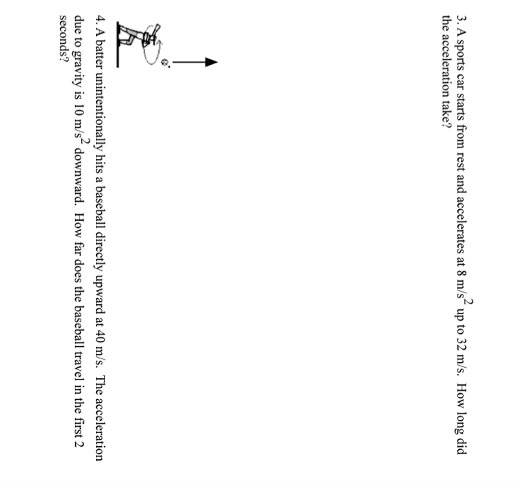 3. A sports car starts from rest and accelerates at 8 m/s² up to 32 m/s. How long did
the acceleration take?
4. A batter unintentionally hits a baseball directly upward at 40 m/s. The acceleration
due to gravity is 10 m/s² downward. How far does the baseball travel in the first 2
seconds?